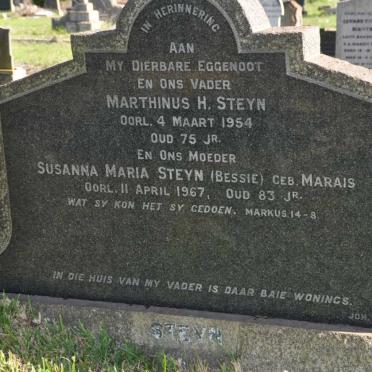 IN HERINNERING
AAN
MY DIERBARE EGGENOOT
EN ONS VADER
MARTHINUS H. STEYN
OORL. 4 MAART 1954
OUD 75 JR.
EN ONS MOEDER
SUSANNA MARIA STEYN (BESSIE) GEB. MARAIS
OORL. 11 APRIL 1967, OUD 83 JR.
WAT SY KON HET SY GEDOEN. MARKUS. 14-8.
IN DIE HUIS VAN MY VADER IS DAAR BAIE WONINGS.
JOH.
STEYN